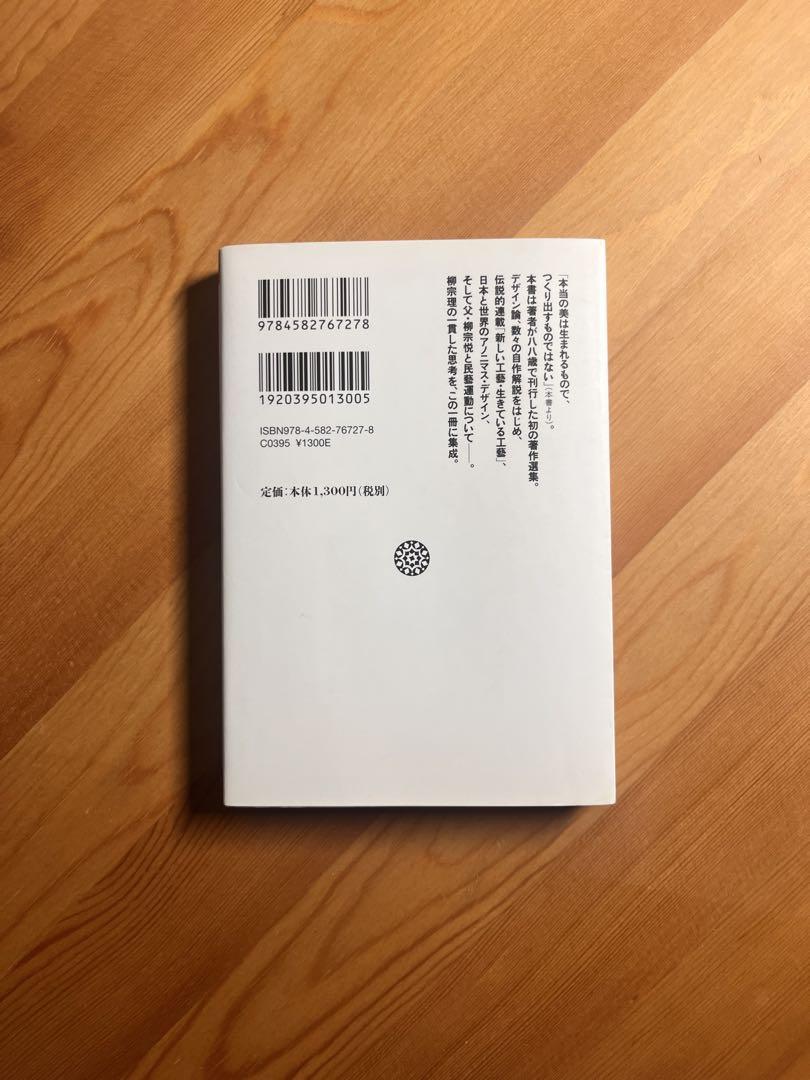 「本当の美は生まれるもので、
つくり出すものではない」(本書より)。
本書は著者が八八歳で刊行した初の著作選集。
デザイン論、数々の自作解説をはじめ、
伝説的連載「新しい工藝・生きている工藝」、
日本と世界のアノニマス・デザイン、
そして父・柳宗悦と民藝運動について——。
柳宗理の一貫した思考を、この一冊に集成。
9784582767278
1920395013005
ISBN978-4-582-76727-8
C0395 ¥1300E
定価:本体1,300円(税別)